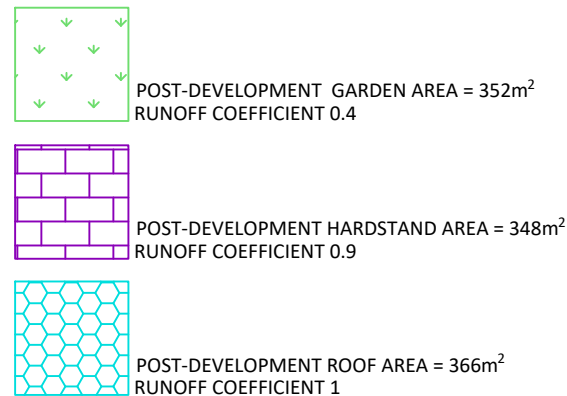 POST-DEVELOPMENT GARDEN AREA = 352m²
RUNOFF COEFFICIENT 0.4
POST-DEVELOPMENT HARDSTAND AREA = 348m²
RUNOFF COEFFICIENT 0.9
POST-DEVELOPMENT ROOF AREA = 366m²
RUNOFF COEFFICIENT 1